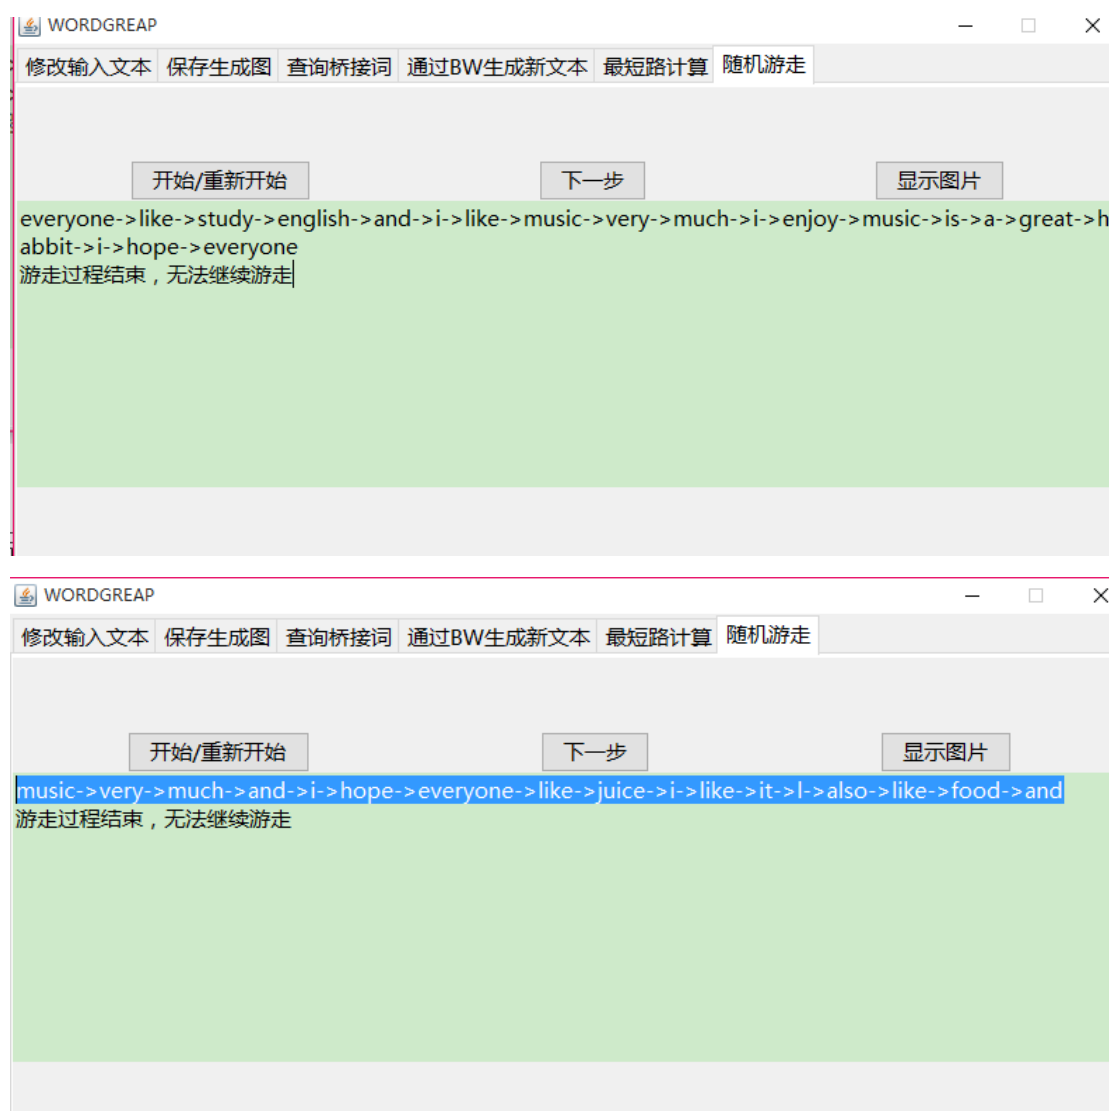 WORDGREAP
修改输入文本 保存生成图 查询桥接词 通过BW生成新文本 最短路计算 随机游走
开始/重新开始 下一步 显示图片
everyone->like->study->english->and->i->like->music->very->much->i->enjoy->music->is->a->great->h
abbit->i->hope->everyone
游走过程结束，无法继续游走
WORDGREAP
修改输入文本 保存生成图 查询桥接词 通过BW生成新文本 最短路计算 随机游走
开始/重新开始 下一步 显示图片
music->very->much->and->i->hope->everyone->like->juice->i->like->it->l->also->like->food->and
游走过程结束，无法继续游走